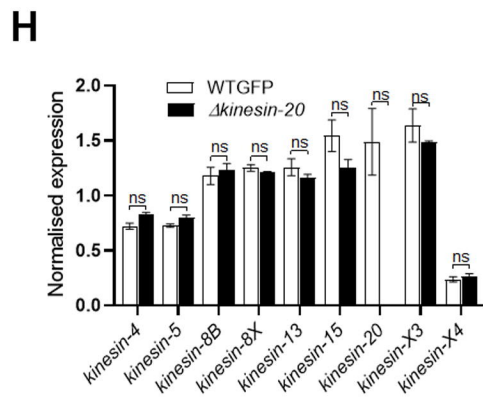 H
WTGFP
Δkinesin-20
Normalised expression
2.0
1.5
1.0
0.5
0.0
ns
ns
ns
ns
ns
ns
ns
ns
ns
kinesin-4
kinesin-5
kinesin-8B
kinesin-8X
kinesin-13
kinesin-15
kinesin-20
kinesin-X3
kinesin-X4